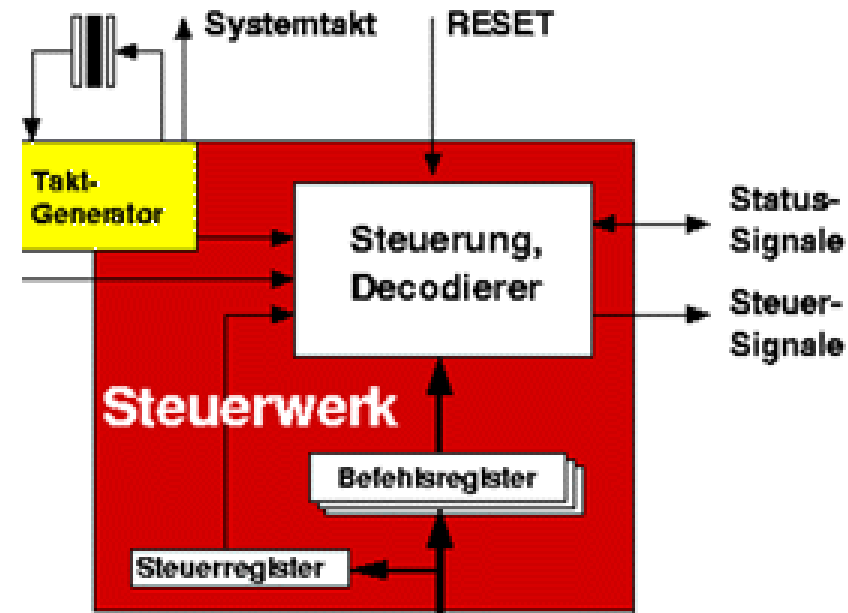 Systemtakt
RESET
Takt-
Generator
Steuerung,
Decodierer
Status-
Signale
Steuer-
Signale
Steuerwerk
Befehlsregister
Steuerregister